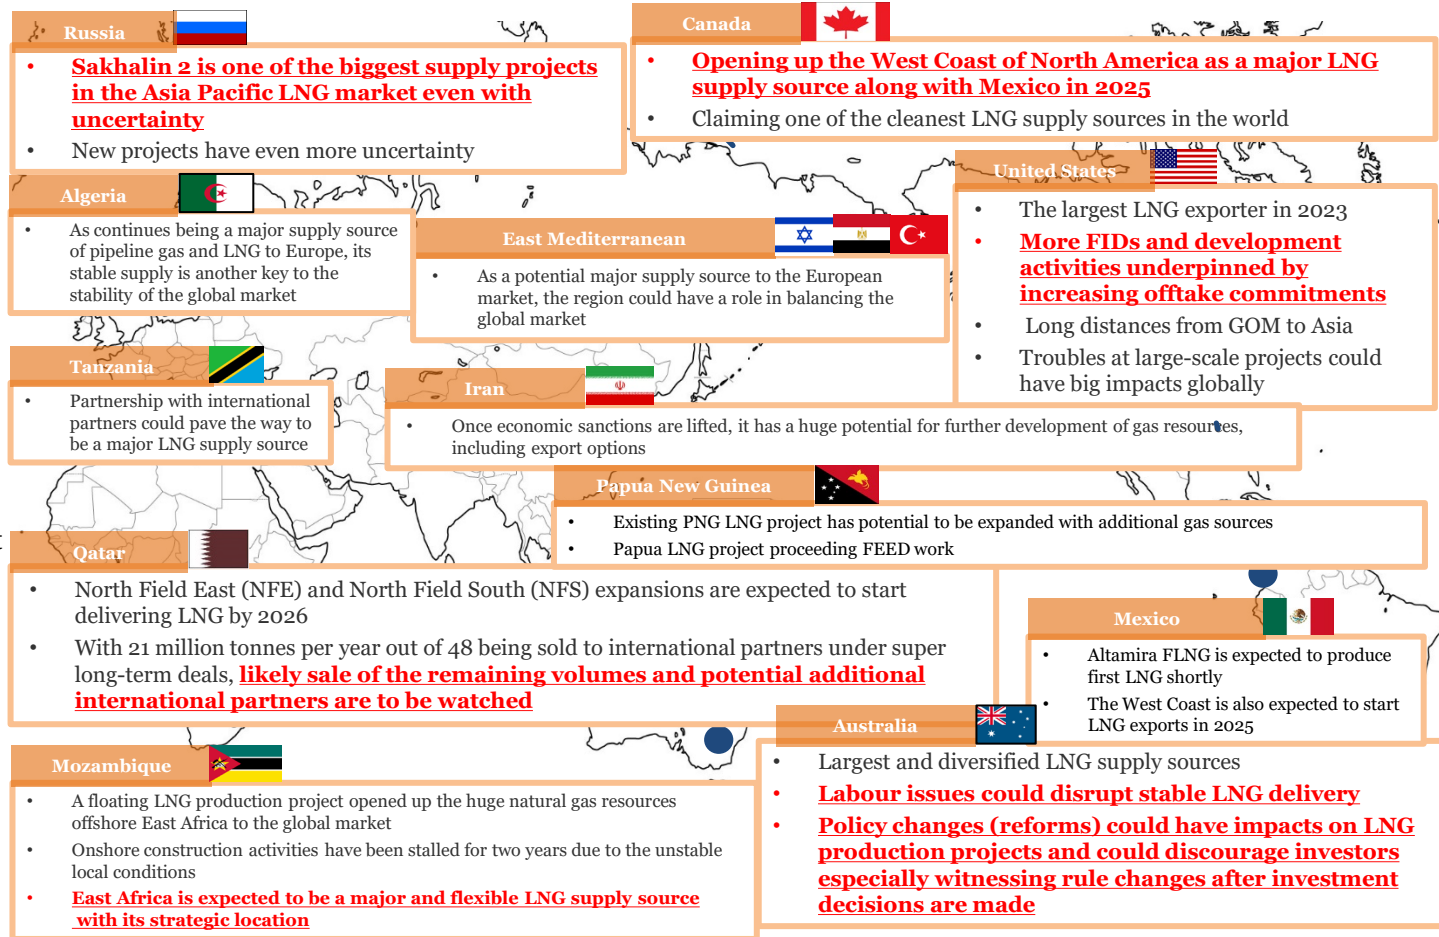 Russia
• Sakhalin 2 is one of the biggest supply projects
in the Asia Pacific LNG market even with
uncertainty
• New projects have even more uncertainty
Canada
• Opening up the West Coast of North America as a major LNG
supply source along with Mexico in 2025
• Claiming one of the cleanest LNG supply sources in the world
Algeria
• As continues being a major supply source
of pipeline gas and LNG to Europe, its
stable supply is another key to the
stability of the global market
East Mediterranean
• As a potential major supply source to the European
market, the region could have a role in balancing the
global market
United States
• The largest LNG exporter in 2023
• More FIDs and development
activities underpinned by
increasing offtake commitments
• Long distances from GOM to Asia
• Troubles at large-scale projects could
have big impacts globally
Tanzania
• Partnership with international
partners could pave the way to
be a major LNG supply source
Iran
• Once economic sanctions are lifted, it has a huge potential for further development of gas resources,
including export options
Papua New Guinea
• Existing PNG LNG project has potential to be expanded with additional gas sources
• Papua LNG project proceeding FEED work
Qatar
• North Field East (NFE) and North Field South (NFS) expansions are expected to start
delivering LNG by 2026
• With 21 million tonnes per year out of 48 being sold to international partners under super
long-term deals, likely sale of the remaining volumes and potential additional
international partners are to be watched
Mexico
• Altamira FLNG is expected to produce
first LNG shortly
• The West Coast is also expected to start
LNG exports in 2025
Mozambique
• A floating LNG production project opened up the huge natural gas resources
offshore East Africa to the global market
• Onshore construction activities have been stalled for two years due to the unstable
local conditions
• East Africa is expected to be a major and flexible LNG supply source
with its strategic location
Australia
• Largest and diversified LNG supply sources
• Labour issues could disrupt stable LNG delivery
• Policy changes (reforms) could have impacts on LNG
production projects and could discourage investors
especially witnessing rule changes after investment
decisions are made